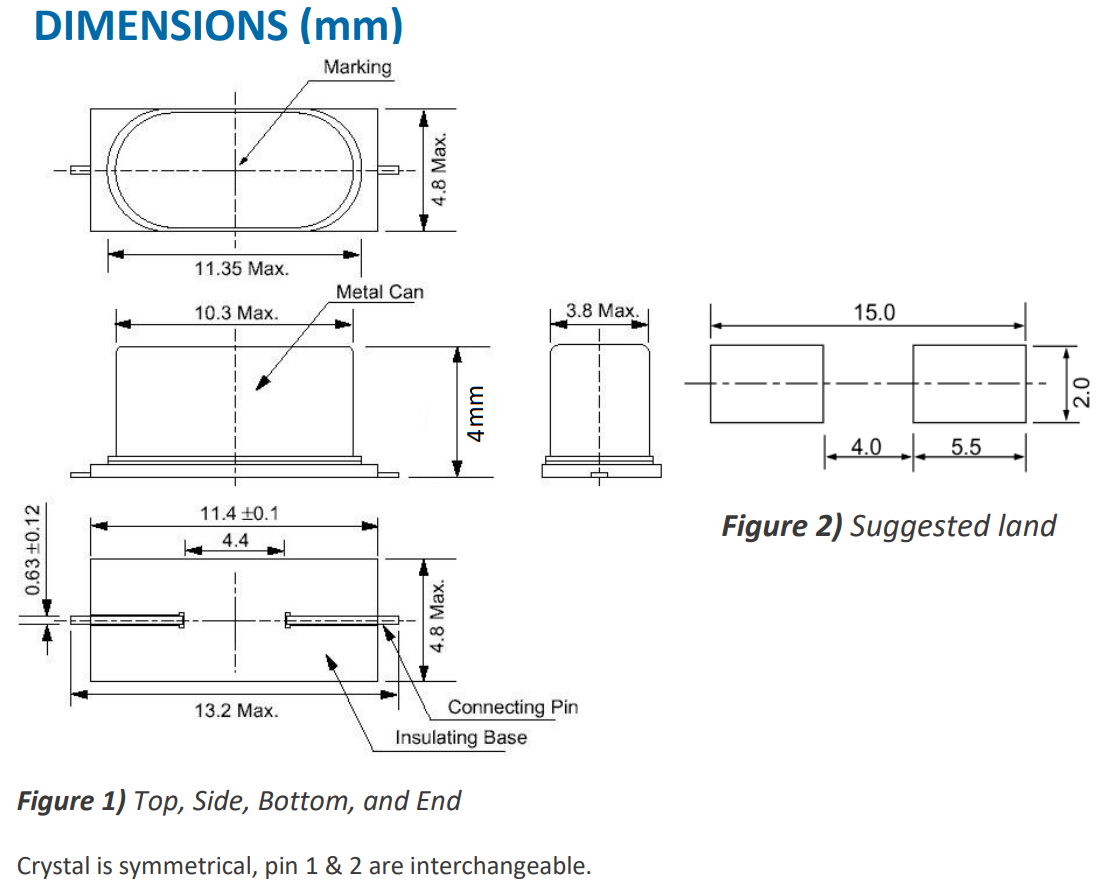 DIMENSIONS (mm)
Marking
4.8 Max.
11.35 Max.
Metal Can
10.3 Max.
4mm
3.8 Max.
15.0
2.0
4.0
5.5
Figure 2) Suggested land
11.4 ±0.1
4.4
0.63 ±0.12
4.8 Max.
13.2 Max.
Connecting Pin
Insulating Base
Figure 1) Top, Side, Bottom, and End
Crystal is symmetrical, pin 1 & 2 are interchangeable.